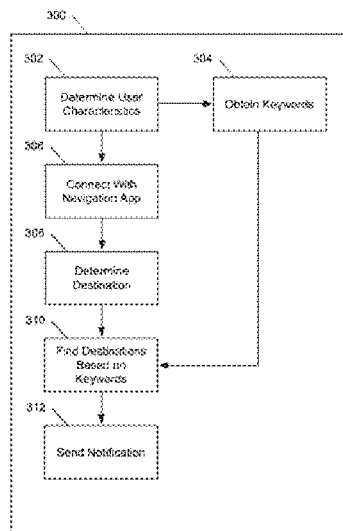 300
302
304
Determine User
Characteristics
Obtain Keywords
306
Connect With
Navigation App
308
Determine
Destination
310
Find Destinations
Based on
Keywords
312
Send Notification